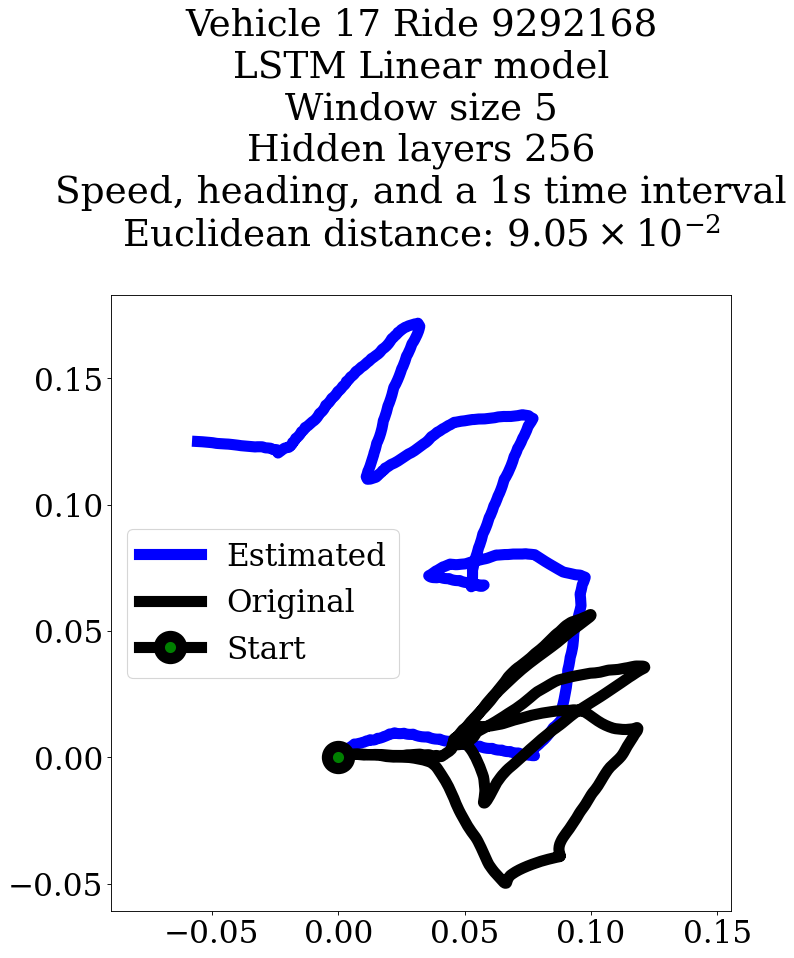 Vehicle 17 Ride 9292168
LSTM Linear model
Window size 5
Hidden layers 256
Speed, heading, and a 1s time interval
Euclidean distance: 9.05 × 10⁻²
0.15
0.10
0.05
0.00
−0.05
Estimated
Original
Start
−0.05 0.00 0.05 0.10 0.15